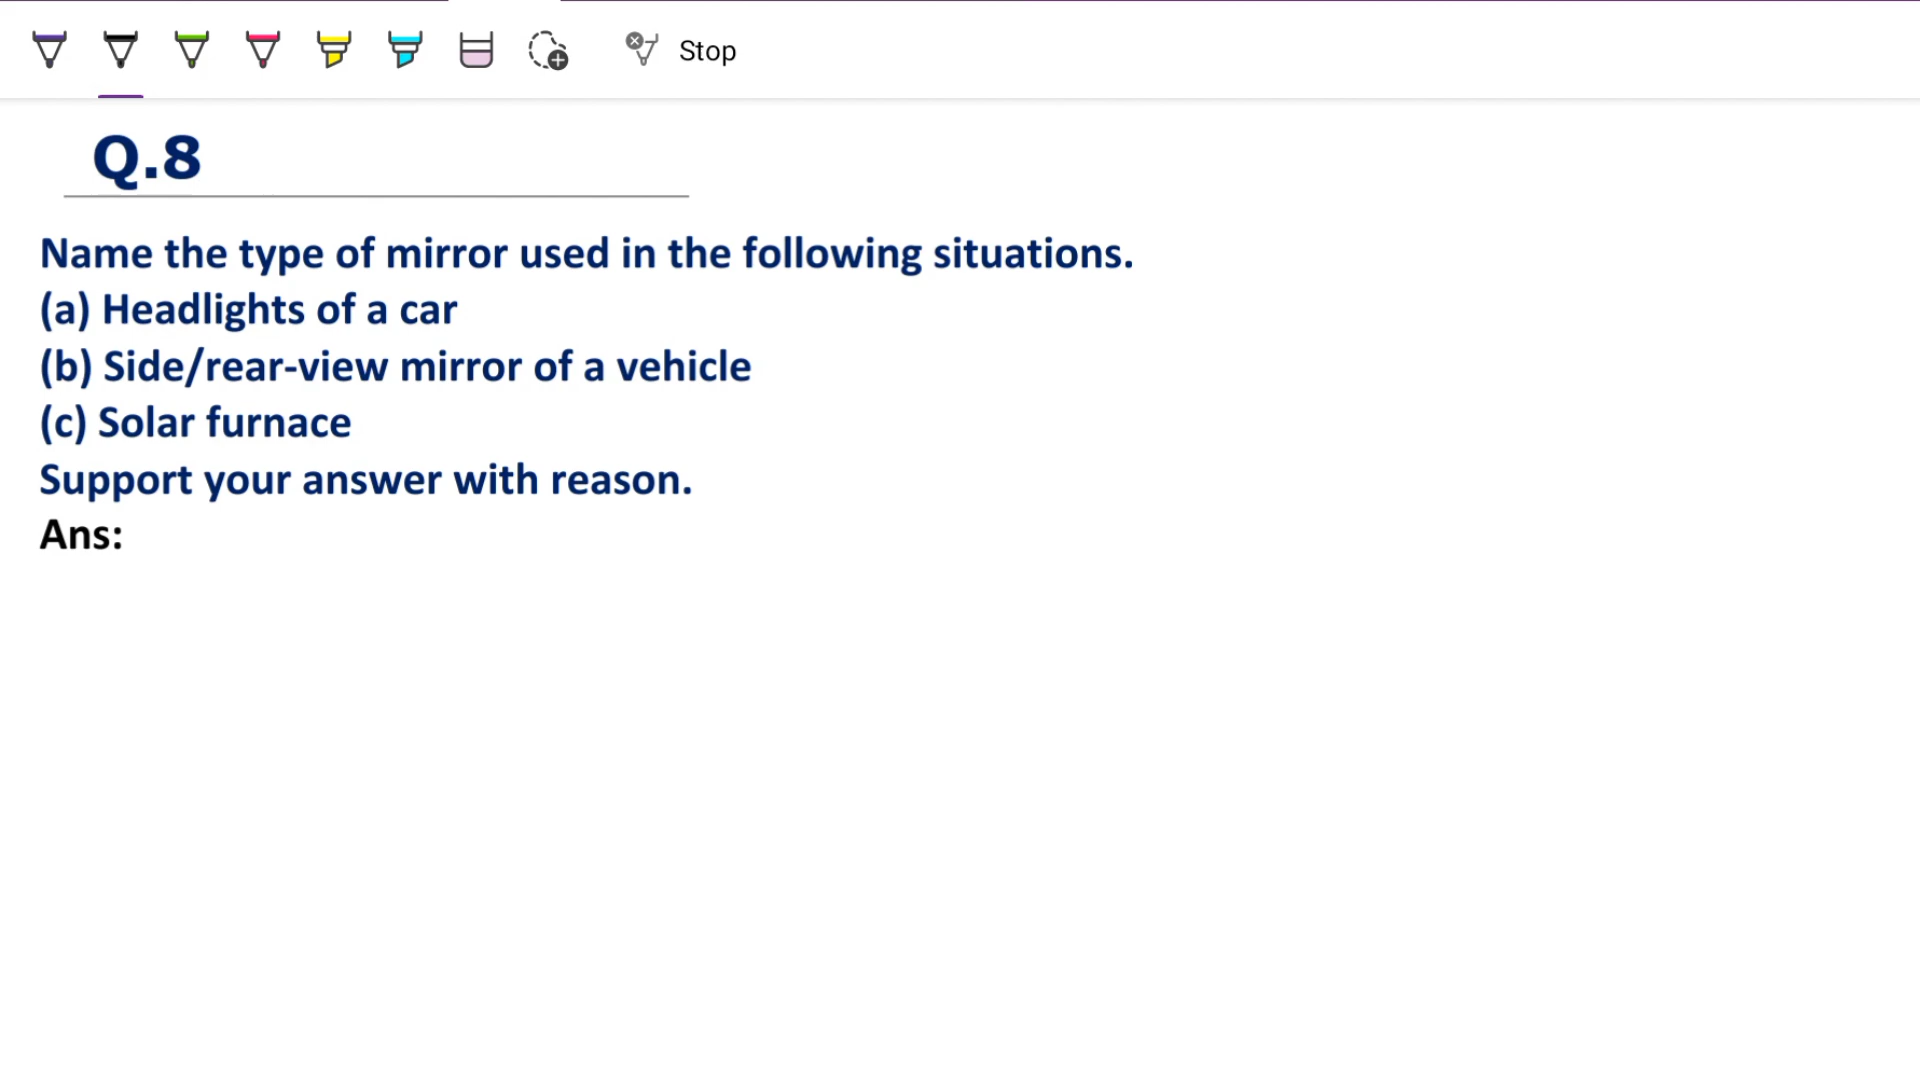 Stop
Q.8
Name the type of mirror used in the following situations.
(a) Headlights of a car
(b) Side/rear-view mirror of a vehicle
(c) Solar furnace
Support your answer with reason.
Ans: